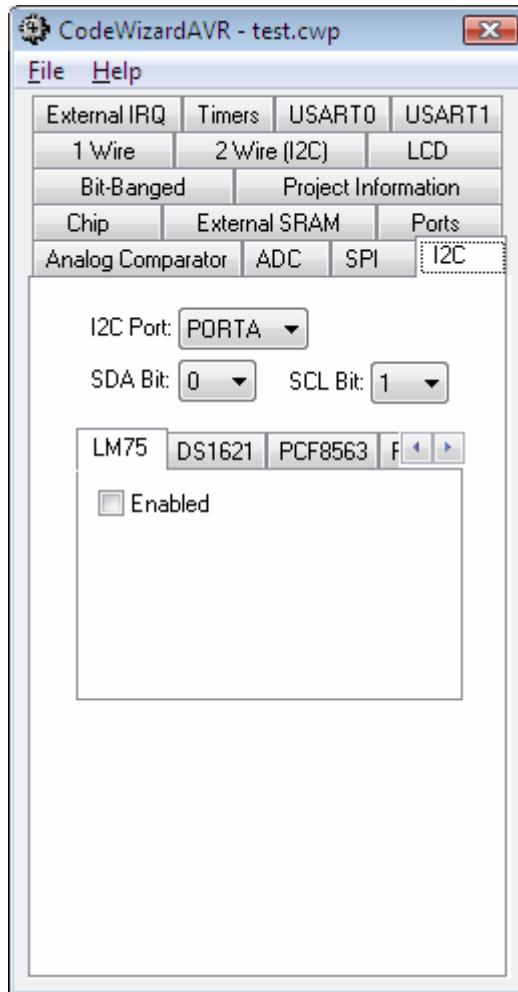 CodeWizardAVR - test.cwp
File Help
External IRQ Timers USART0 USART1
1 Wire 2 Wire (I2C) LCD
Bit-Banged Project Information
Chip External SRAM Ports
Analog Comparator ADC SPI I2C
I2C Port: PORTA
SDA Bit: 0 SCL Bit: 1
LM75 DS1621 PCF8563
Enabled